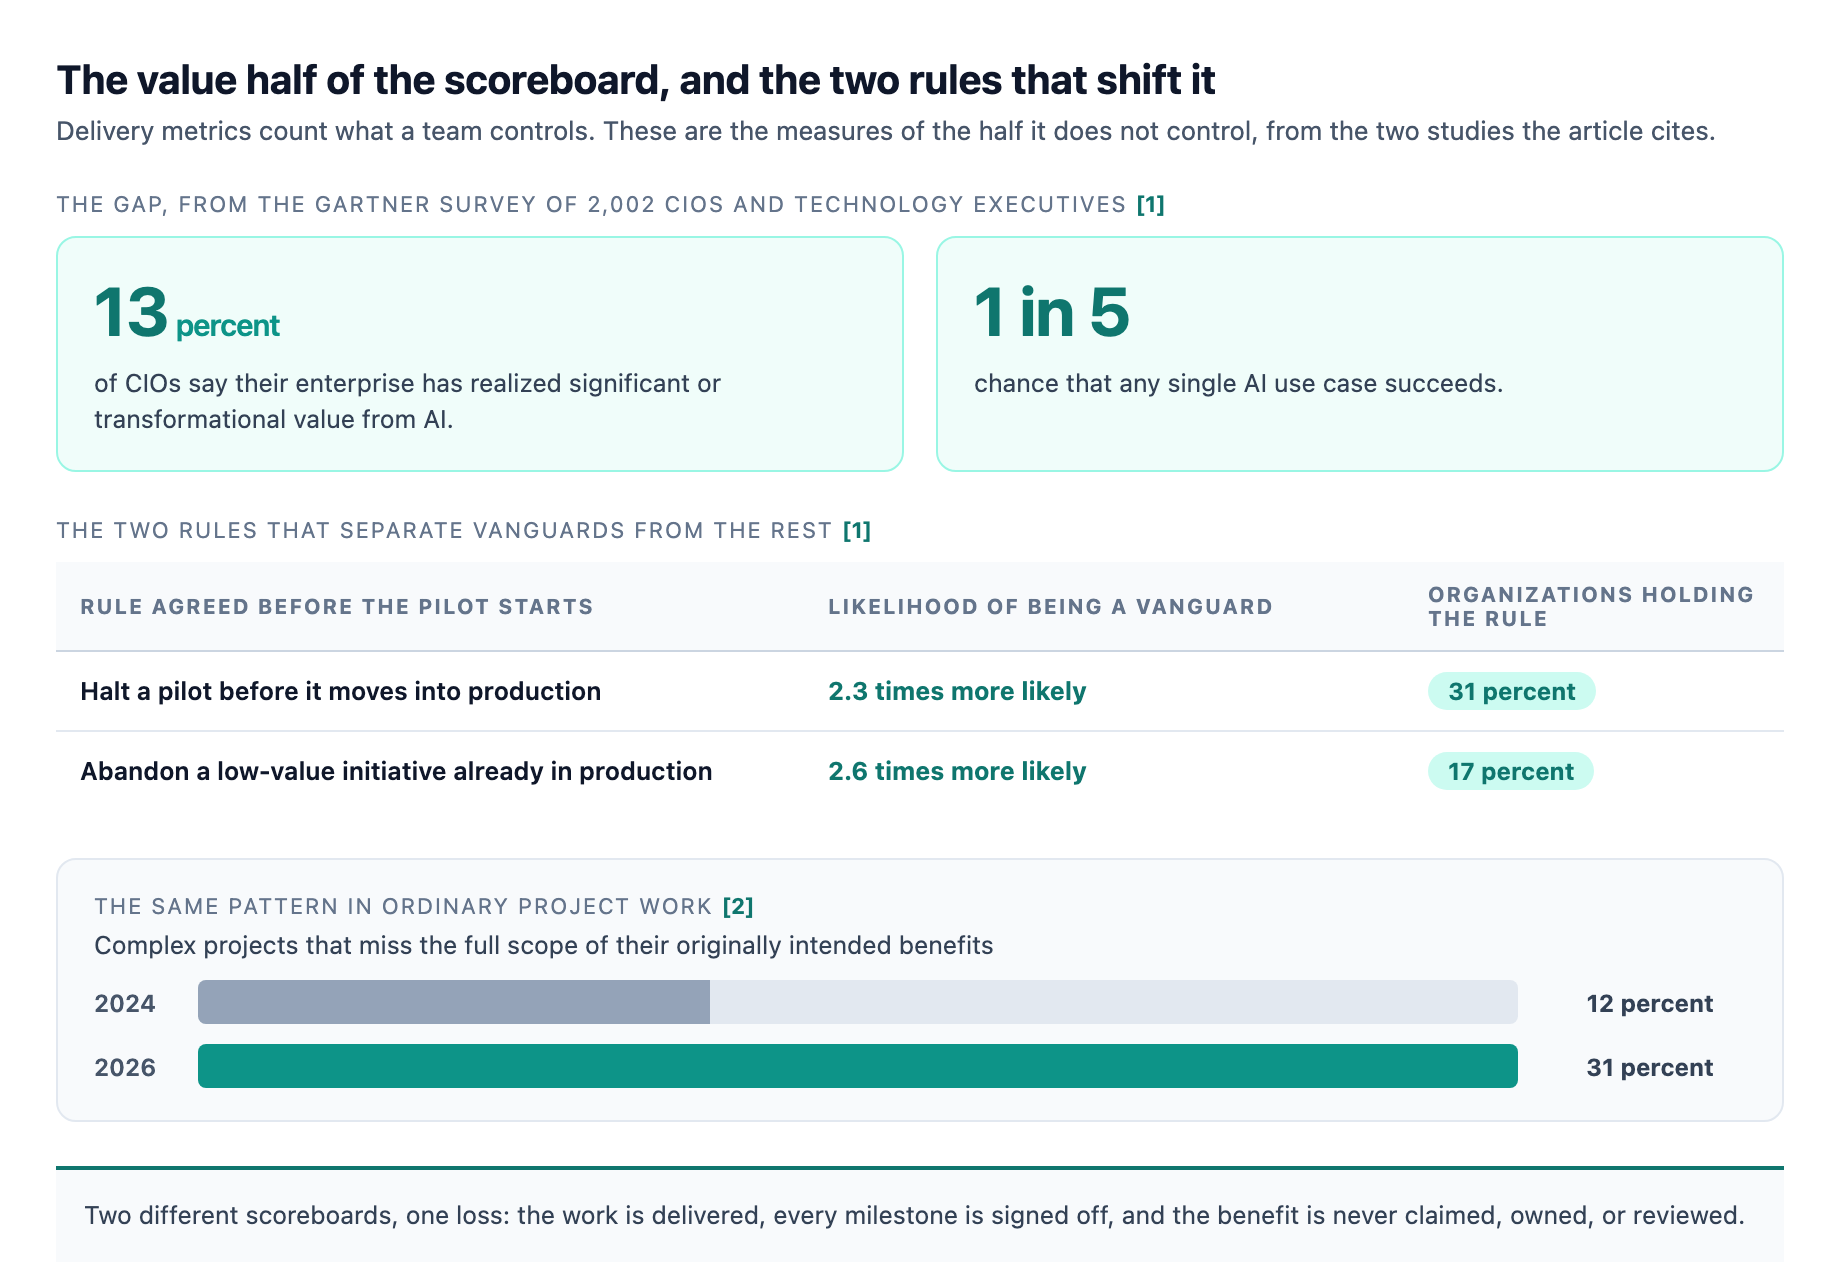 The value half of the scoreboard, and the two rules that shift it
Delivery metrics count what a team controls. These are the measures of the half it does not control, from the two studies the article cites.
THE GAP, FROM THE GARTNER SURVEY OF 2,002 CIOS AND TECHNOLOGY EXECUTIVES [1]
13 percent
of CIOs say their enterprise has realized significant or
transformational value from AI.
1 in 5
chance that any single AI use case succeeds.
THE TWO RULES THAT SEPARATE VANGUARDS FROM THE REST [1]
RULE AGREED BEFORE THE PILOT STARTS
LIKELIHOOD OF BEING A VANGUARD
ORGANIZATIONS HOLDING
THE RULE
Halt a pilot before it moves into production
2.3 times more likely
31 percent
Abandon a low-value initiative already in production
2.6 times more likely
17 percent
THE SAME PATTERN IN ORDINARY PROJECT WORK [2]
Complex projects that miss the full scope of their originally intended benefits
2024
12 percent
2026
31 percent
Two different scoreboards, one loss: the work is delivered, every milestone is signed off, and the benefit is never claimed, owned, or reviewed.